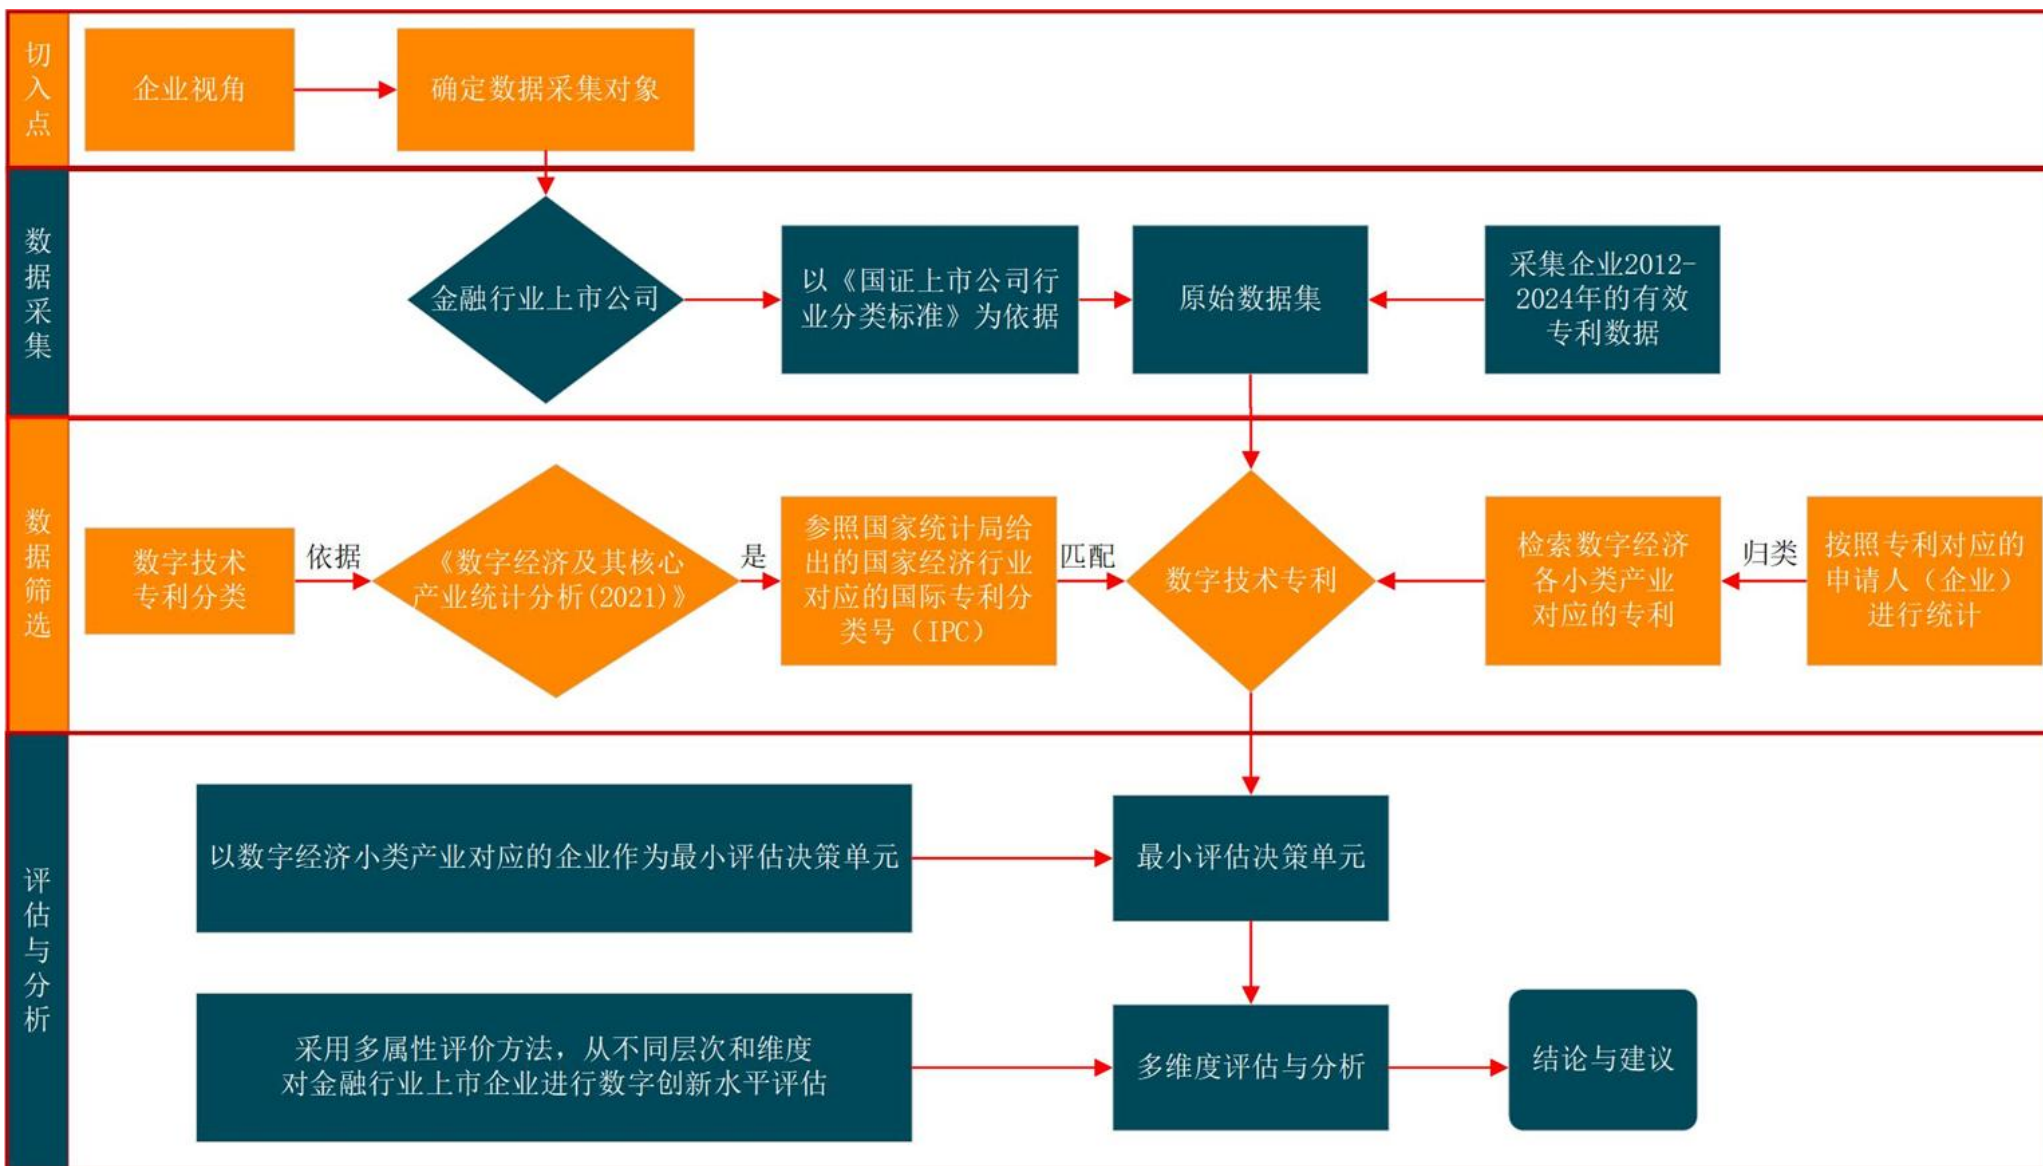 切入点
企业视角
确定数据采集对象
数据采集
金融行业上市公司
以《国证上市公司行
业分类标准》为依据
原始数据集
采集企业2012-
2024年的有效
专利数据
数据筛选
数字技术
专利分类
依据
《数字经济及其核心
产业统计分析(2021)》
是
参照国家统计局给
出的国家经济行业
对应的国际专利分
类号（IPC）
匹配
数字技术专利
检索数字经济
各小类产业
对应的专利
归类
按照专利对应的
申请人（企业）
进行统计
评估与分析
以数字经济小类产业对应的企业作为最小评估决策单元
最小评估决策单元
采用多属性评价方法，从不同层次和维度
对金融行业上市企业进行数字创新水平评估
多维度评估与分析
结论与建议